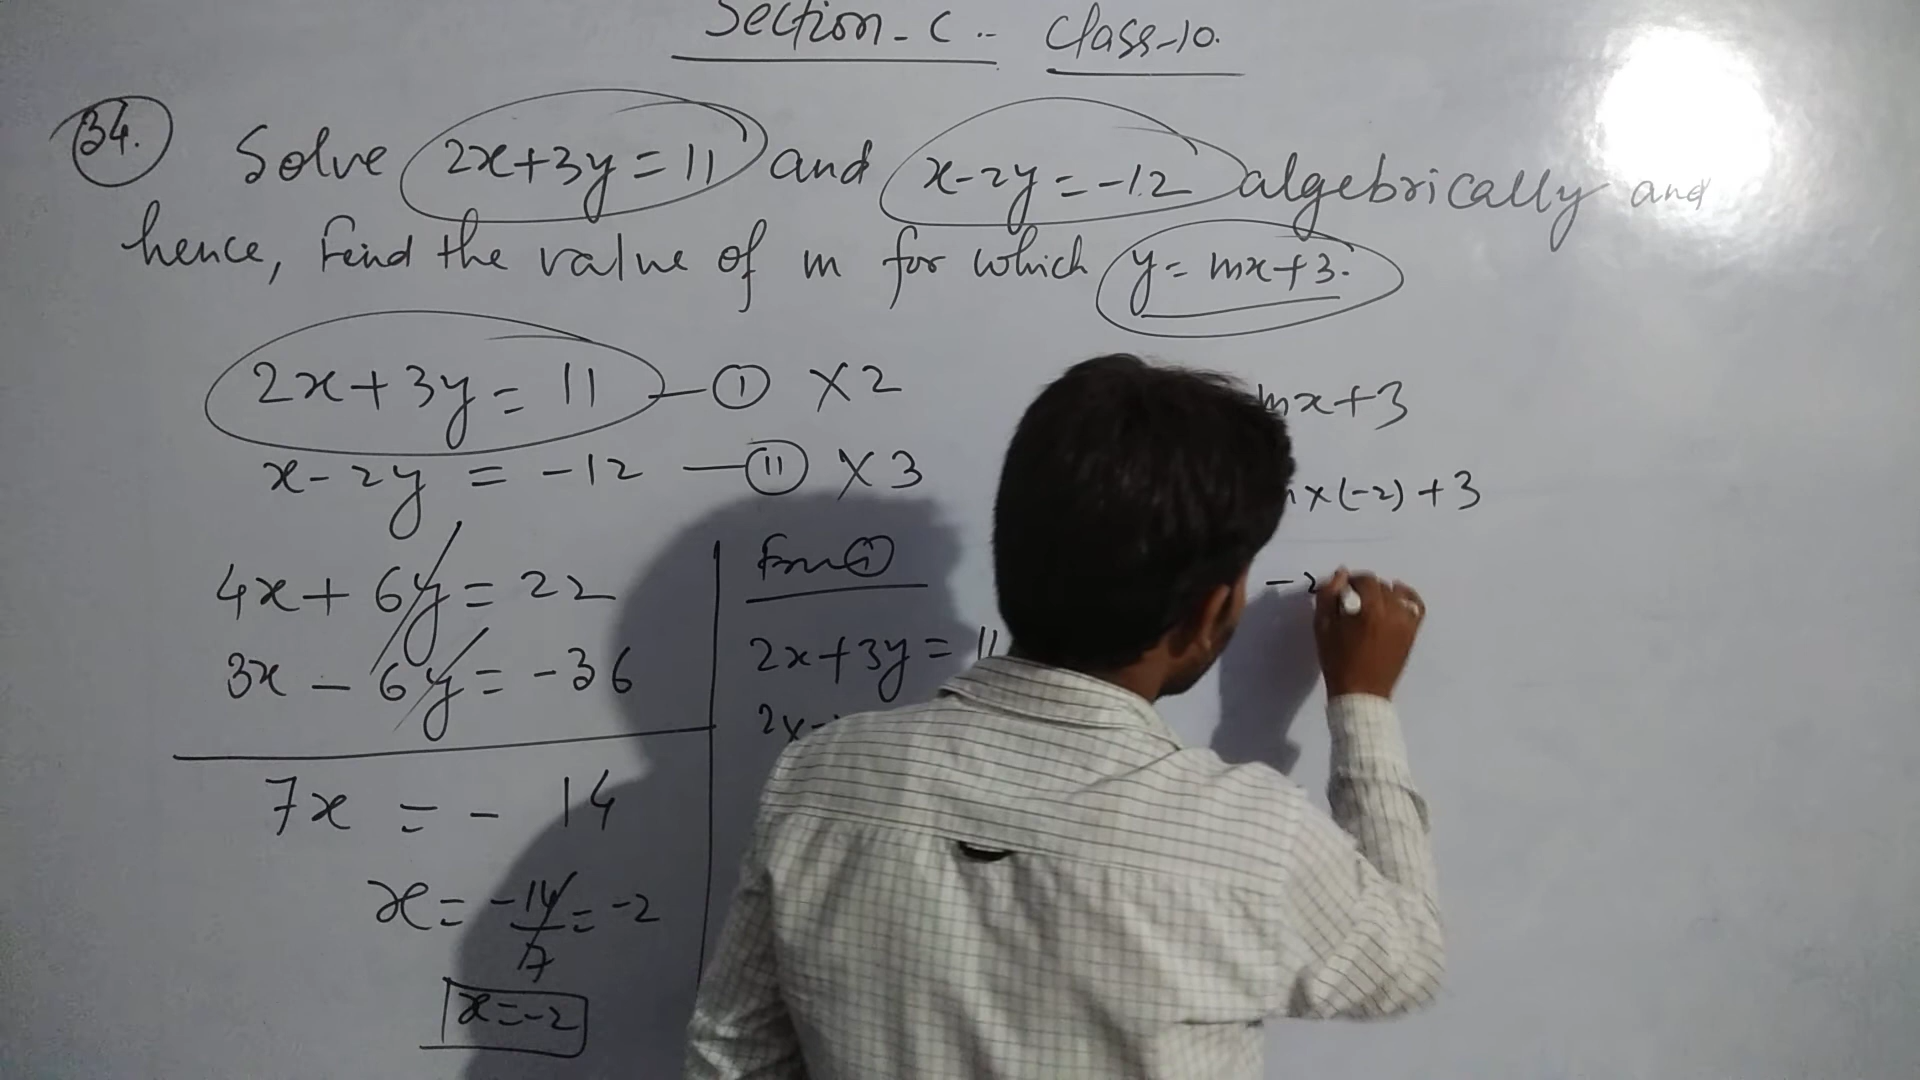 Section-C.. Class-10.
34. Solve 2x+3y=11 and x-2y=-12 algebrically and
hence, Find the value of m for which y=mx+3.
2x+3y=11 —① ×2
x-2y=-12 —⑪ ×3
4x+6y=22
3x-6y=-36
7x=-14
x=-14/7=-2
x=-2
2x+3y=11
mx+3
×(-2)+3
-2